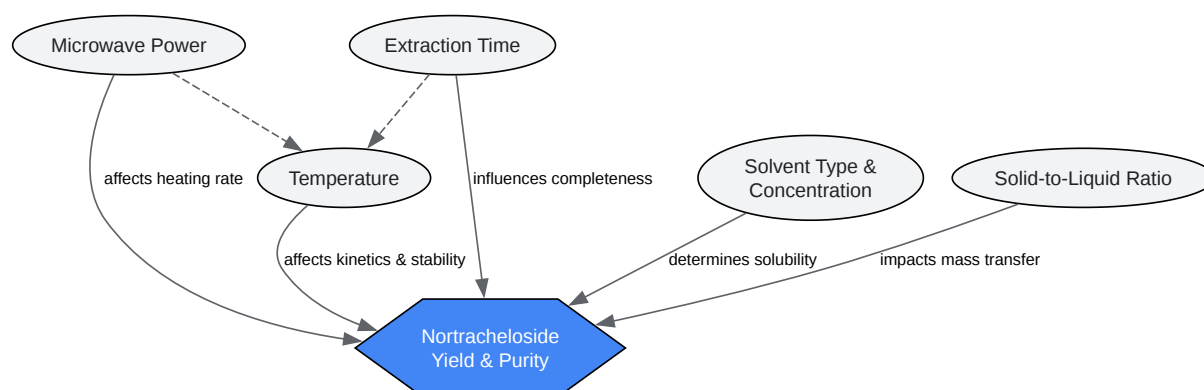 Microwave Power
Extraction Time
Solvent Type &
Concentration
Solid-to-Liquid Ratio
affects heating rate
Temperature
influences completeness
affects kinetics & stability
determines solubility
impacts mass transfer
Nortracheloside
Yield & Purity